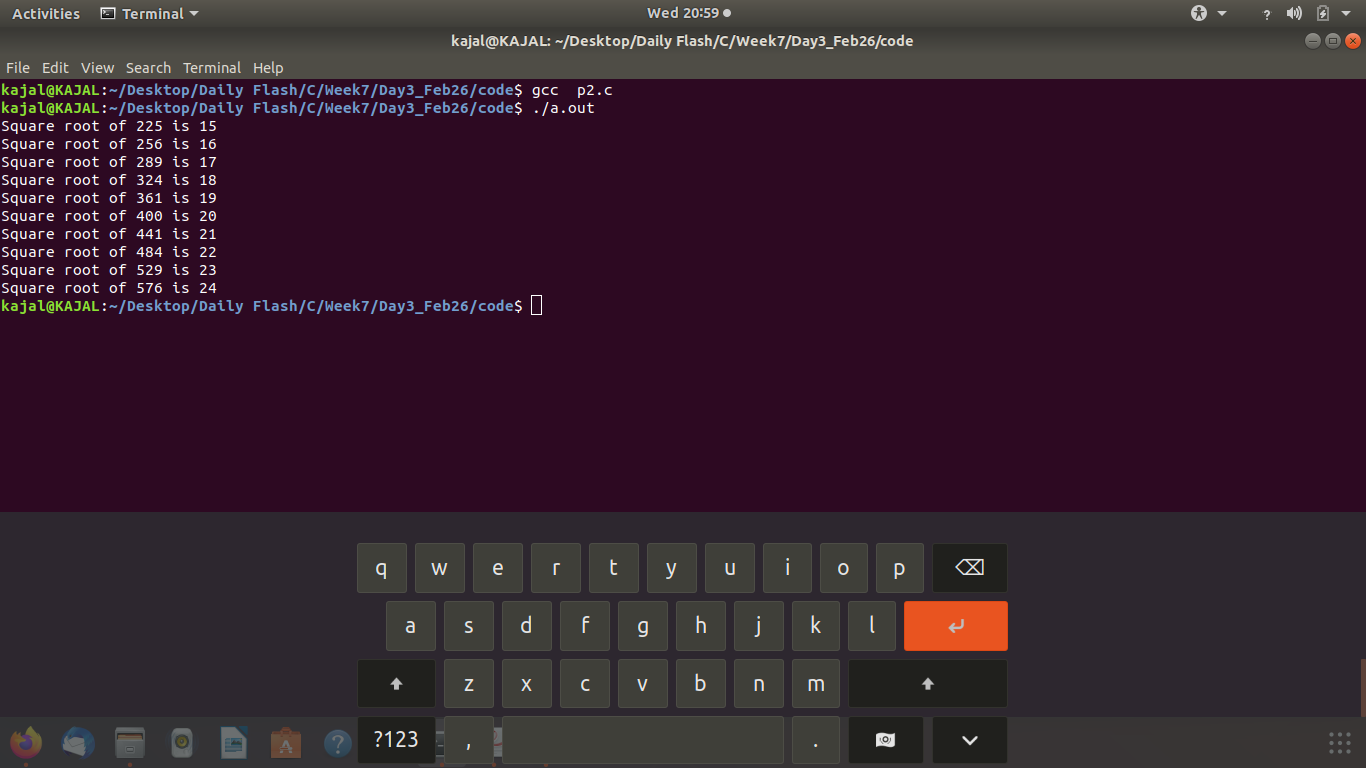 Activities Terminal Wed 20:59
kajal@KAJAL: ~/Desktop/Daily Flash/C/Week7/Day3_Feb26/code
File Edit View Search Terminal Help
kajal@KAJAL:~/Desktop/Daily Flash/C/Week7/Day3_Feb26/code$ gcc  p2.c
kajal@KAJAL:~/Desktop/Daily Flash/C/Week7/Day3_Feb26/code$ ./a.out
Square root of 225 is 15
Square root of 256 is 16
Square root of 289 is 17
Square root of 324 is 18
Square root of 361 is 19
Square root of 400 is 20
Square root of 441 is 21
Square root of 484 is 22
Square root of 529 is 23
Square root of 576 is 24
kajal@KAJAL:~/Desktop/Daily Flash/C/Week7/Day3_Feb26/code$
q w e r t y u i o p
a s d f g h j k l
z x c v b n m
?123 , .